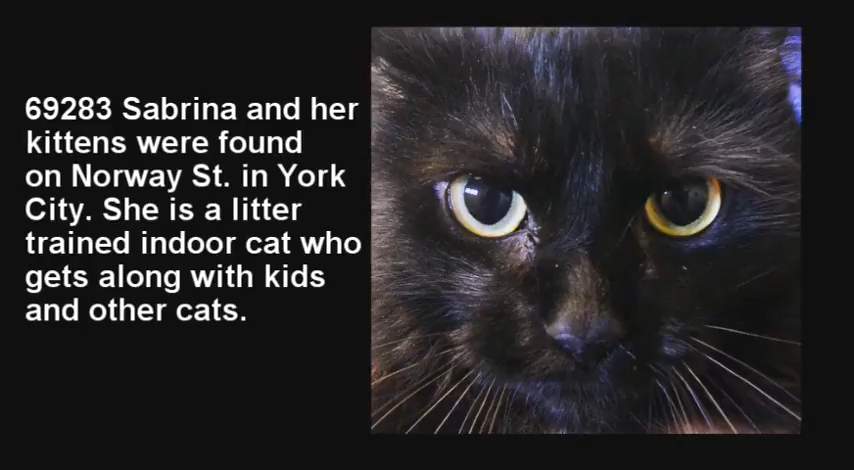 69283 Sabrina and her
kittens were found
on Norway St. in York
City. She is a litter
trained indoor cat who
gets along with kids
and other cats.